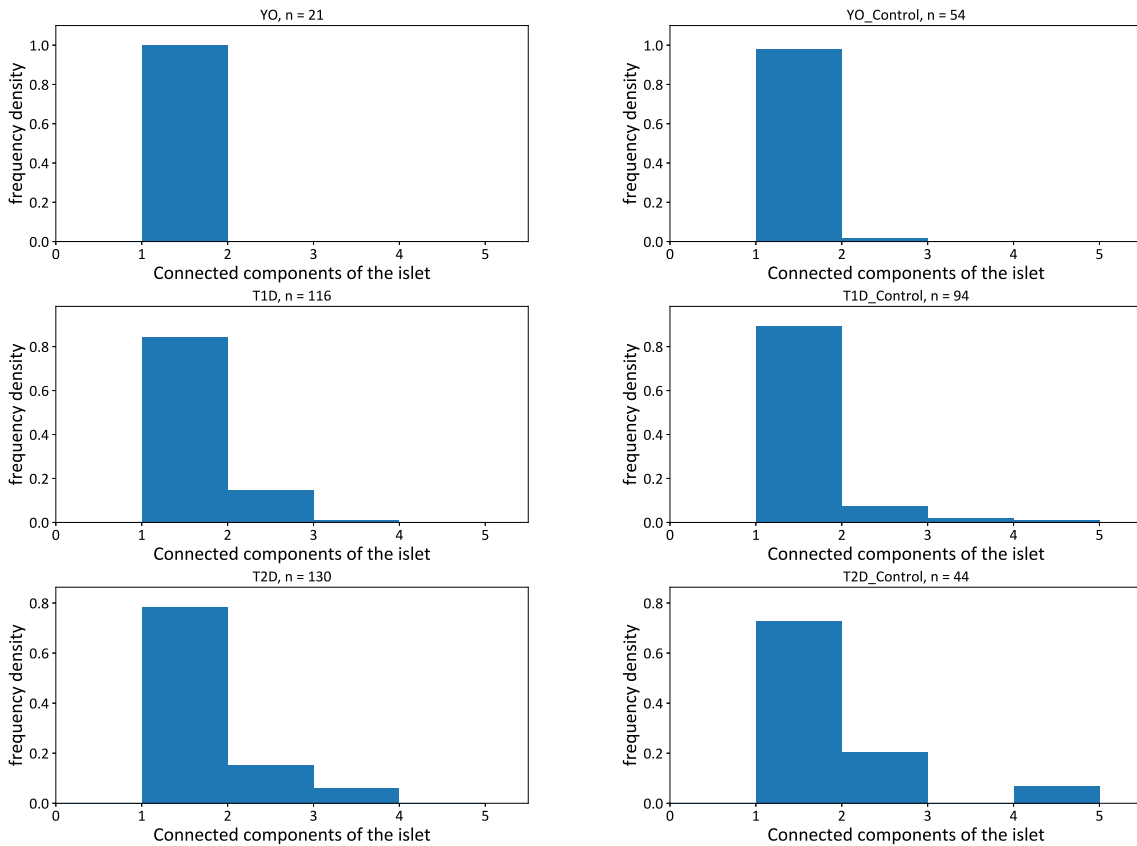 YO, n = 21
frequency density
1.0
0.8
0.6
0.4
0.2
0.0
0 1 2 3 4 5
Connected components of the islet
YO_Control, n = 54
frequency density
1.0
0.8
0.6
0.4
0.2
0.0
0 1 2 3 4 5
Connected components of the islet
T1D, n = 116
frequency density
0.8
0.6
0.4
0.2
0.0
0 1 2 3 4 5
Connected components of the islet
T1D_Control, n = 94
frequency density
0.8
0.6
0.4
0.2
0.0
0 1 2 3 4 5
Connected components of the islet
T2D, n = 130
frequency density
0.8
0.6
0.4
0.2
0.0
0 1 2 3 4 5
Connected components of the islet
T2D_Control, n = 44
frequency density
0.8
0.6
0.4
0.2
0.0
0 1 2 3 4 5
Connected components of the islet